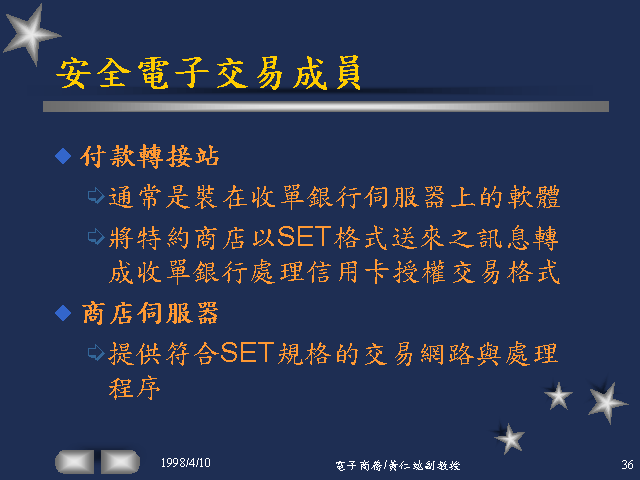 安全電子交易成員
付款轉接站
通常是裝在收單銀行伺服器上的軟體
將特約商店以SET格式送來之訊息轉
成收單銀行處理信用卡授權交易格式
商店伺服器
提供符合SET規格的交易網路與處理
程序
1998/4/10
電子商務/黃仁竑副教授
36